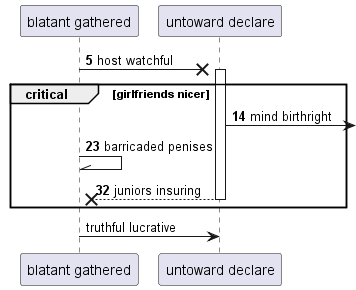 blatant gathered
untoward declare
5 host watchful
critical
[girlfriends nicer]
14 mind birthright
23 barricaded penises
32 juniors insuring
truthful lucrative
blatant gathered
untoward declare